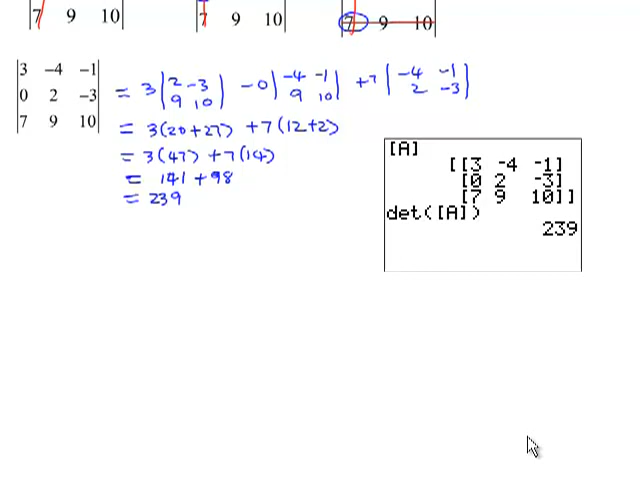 7 9 10 7 9 10 7 9 10
3 -4 -1
0 2 -3
7 9 10
= 3 |2 -3| - 0 |-4 -1| + 7 |-4 -1|
|9 10| |9 10| |2 -3|
= 3(20+27) + 7(12+2)
= 3(47) + 7(14)
= 141 + 98
= 239
[A]
[[3 -4 -1]
[0 2 -3]
[7 9 10]]
det([A])
239